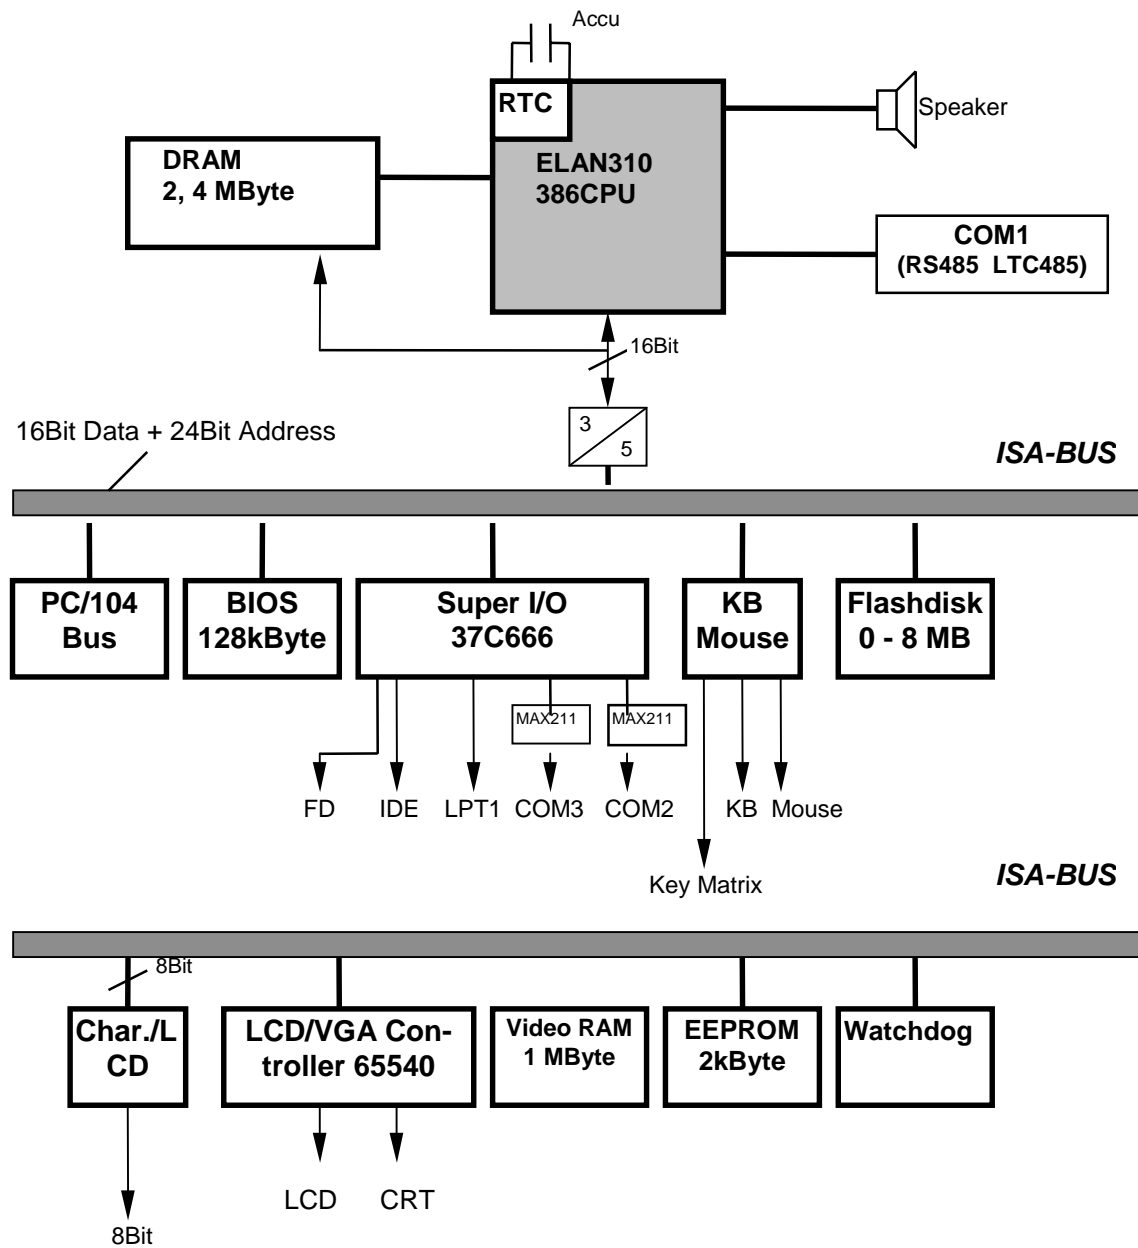 Accu
RTC
Speaker
DRAM
2, 4 MByte
ELAN310
386CPU
COM1
(RS485 LTC485)
16Bit
3
5
16Bit Data + 24Bit Address
ISA-BUS
PC/104
Bus
BIOS
128kByte
Super I/O
37C666
KB
Mouse
Flashdisk
0 - 8 MB
MAX211
MAX211
FD
IDE
LPT1
COM3
COM2
KB
Mouse
Key Matrix
ISA-BUS
8Bit
Char./L
CD
LCD/VGA Con-
troller 65540
Video RAM
1 MByte
EEPROM
2kByte
Watchdog
LCD
CRT
8Bit